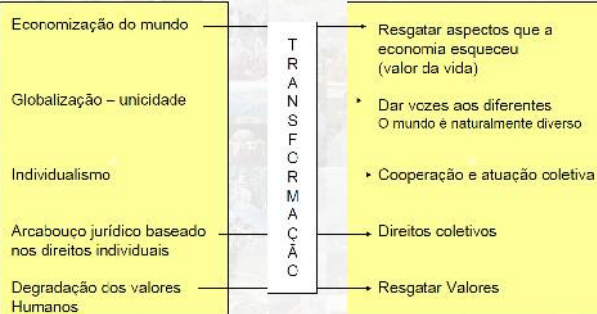 Economização do mundo
Globalização – unicidade
Individualismo
Arcabouço jurídico baseado
nos direitos individuais
Degradação dos valores
Humanos
TRANSFORMAÇÃO
Resgatar aspectos que a
economia esqueceu
(valor da vida)
Dar vozes aos diferentes
O mundo é naturalmente diverso
Cooperação e atuação coletiva
Direitos coletivos
Resgatar Valores